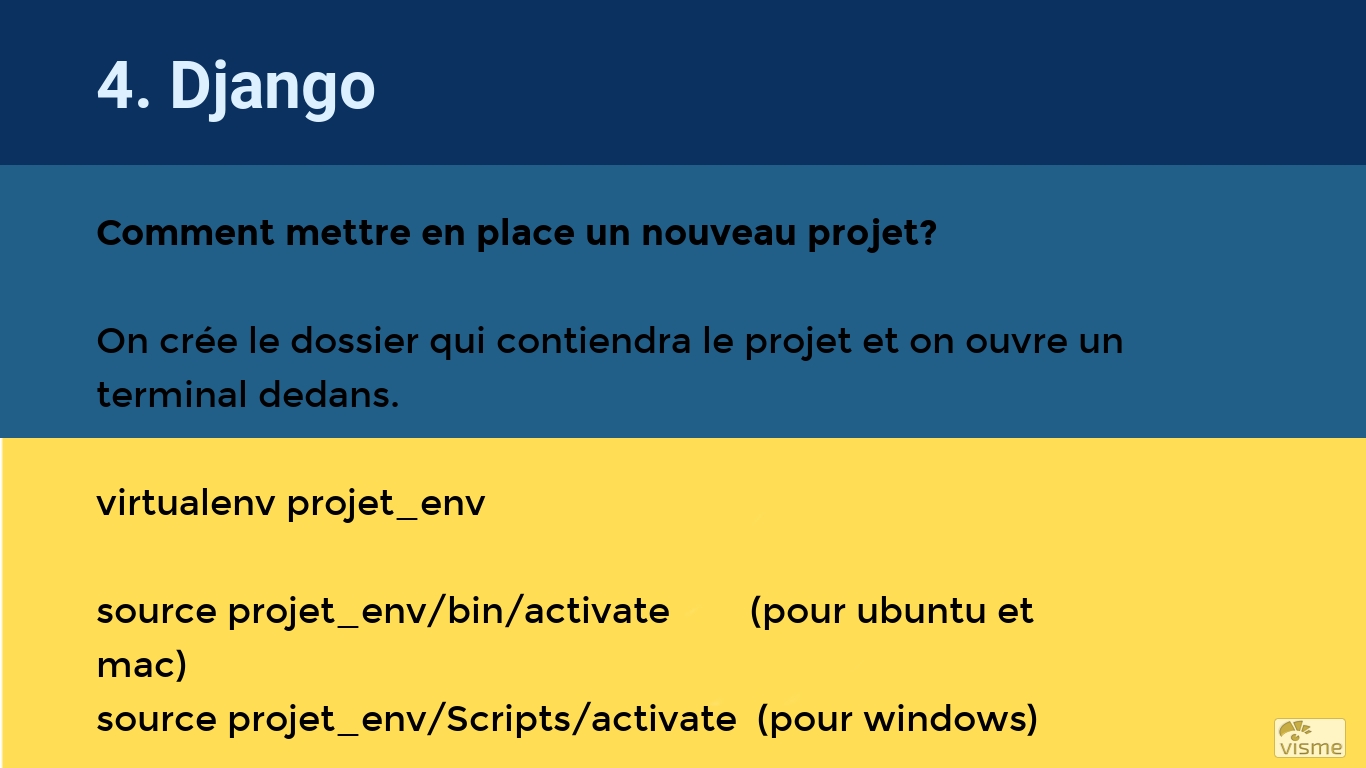 4. Django
Comment mettre en place un nouveau projet?
On crée le dossier qui contiendra le projet et on ouvre un
terminal dedans.
virtualenv projet_env
source projet_env/bin/activate (pour ubuntu et
mac)
source projet_env/Scripts/activate (pour windows)
visme